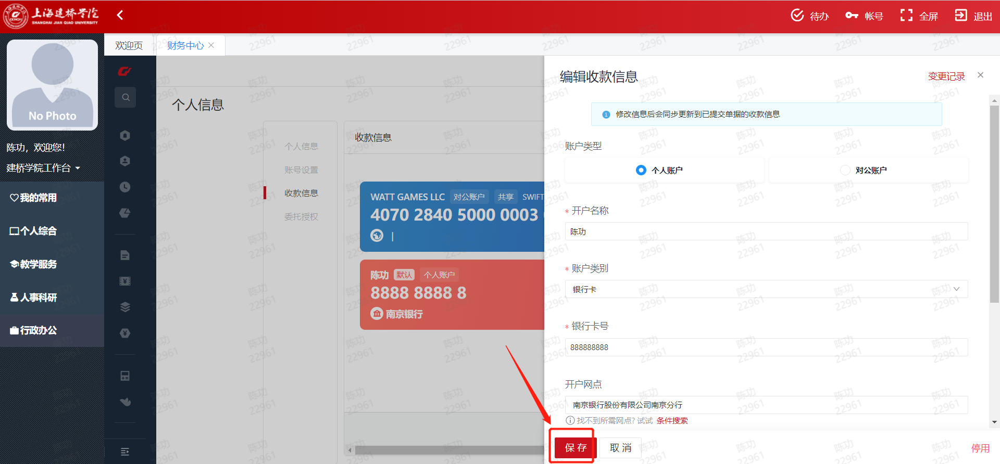 上海建桥学院
SHANGHAI JIAN QIAO UNIVERSITY
待办
帐号
全屏
退出
欢迎页
财务中心
No Photo
陈功，欢迎您!
建桥学院工作台
我的常用
个人综合
教学服务
人事科研
行政办公
个人信息
个人信息
账号设置
收款信息
委托授权
收款信息
WATT GAMES LLC 对公账户 共享 SWIFT
4070 2840 5000 0003
陈功 默认 个人账户
8888 8888 8
南京银行
编辑收款信息
变更记录
修改信息后会同步更新到已提交单据的收款信息
账户类型
个人账户
对公账户
* 开户名称
陈功
* 账户类别
银行卡
* 银行卡号
888888888
开户网点
南京银行股份有限公司南京分行
找不到所需网点? 试试 条件搜索
保 存
取 消
停用
陈功
22961